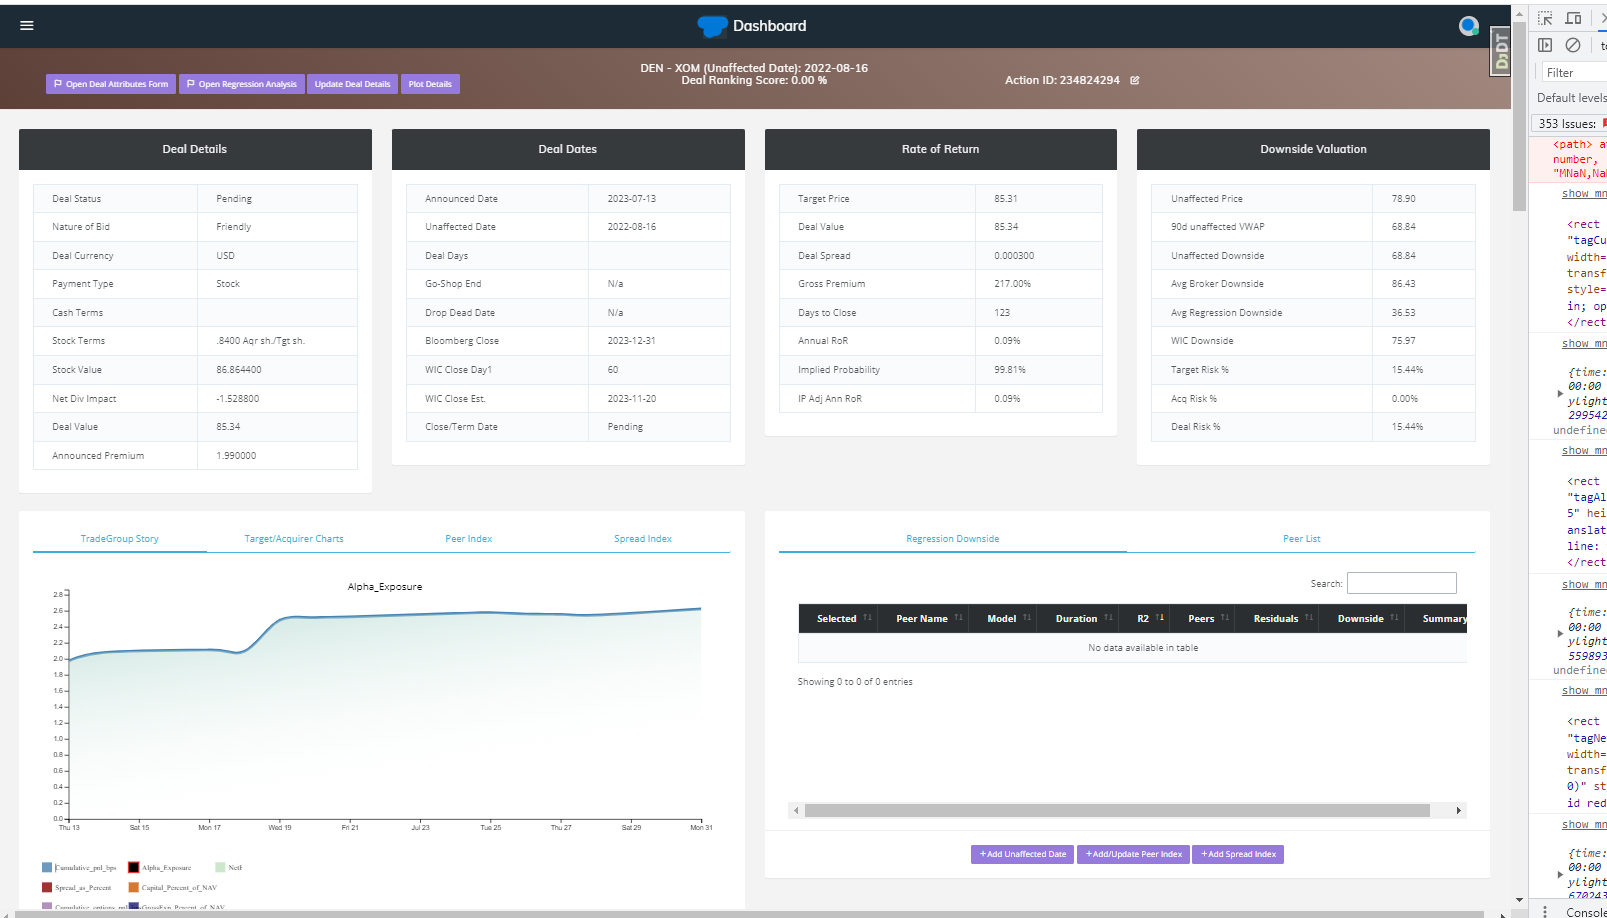 Dashboard
DjDT
Open Deal Attributes Form
Open Regression Analysis
Update Deal Details
Plot Details
DEN - XOM (Unaffected Date): 2022-08-16
Deal Ranking Score: 0.00 %
Action ID: 234824294
Deal Details
Deal Status Pending
Nature of Bid Friendly
Deal Currency USD
Payment Type Stock
Cash Terms
Stock Terms .8400 Aqr sh./Tgt sh.
Stock Value 86.864400
Net Div Impact -1.528800
Deal Value 85.34
Announced Premium 1.990000
Deal Dates
Announced Date 2023-07-13
Unaffected Date 2022-08-16
Deal Days
Go-Shop End N/a
Drop Dead Date N/a
Bloomberg Close 2023-12-31
WIC Close Day1 60
WIC Close Est. 2023-11-20
Close/Term Date Pending
Rate of Return
Target Price 85.31
Deal Value 85.34
Deal Spread 0.000300
Gross Premium 217.00%
Days to Close 123
Annual RoR 0.09%
Implied Probability 99.81%
IP Adj Ann RoR 0.09%
Downside Valuation
Unaffected Price 78.90
90d unaffected VWAP 68.84
Unaffected Downside 68.84
Avg Broker Downside 86.43
Avg Regression Downside 36.53
WIC Downside 75.97
Target Risk % 15.44%
Acq Risk % 0.00%
Deal Risk % 15.44%
TradeGroup Story
Target/Acquirer Charts
Peer Index
Spread Index
Alpha_Exposure
2.8
2.6
2.4
2.2
2.0
1.8
1.6
1.4
1.2
1.0
0.8
0.6
0.4
0.2
0.0
Thu 13 Sat 15 Mon 17 Wed 19 Fri 21 Jul 23 Tue 25 Thu 27 Sat 29 Mon 31
Cumulative_pnl_bps Alpha_Exposure
Spread_as_Percent Capital_Percent_of_NAV
GrossExp_Percent_of_NAV
Regression Downside
Peer List
Search:
Selected Peer Name Model Duration R2 Peers Residuals Downside Summary
No data available in table
Showing 0 to 0 of 0 entries
+Add Unaffected Date
+Add/Update Peer Index
+Add Spread Index
Filter
Default levels
353 Issues:
<path> a
number,
"MNaN,Na
show mn
<rect
"tagCu
width=
transf
style=
in; op
</rect
show mn
{time:
00:00
ylight
299542
undefine
show mn
<rect
"tagAl
5" hei
anslat
line:
</rect
show mn
{time:
00:00
ylight
559893
undefine
show mn
<rect
"tagNe
width=
transf
0)" st
id red
show mn
{time:
00:00
ylight
670243
Console